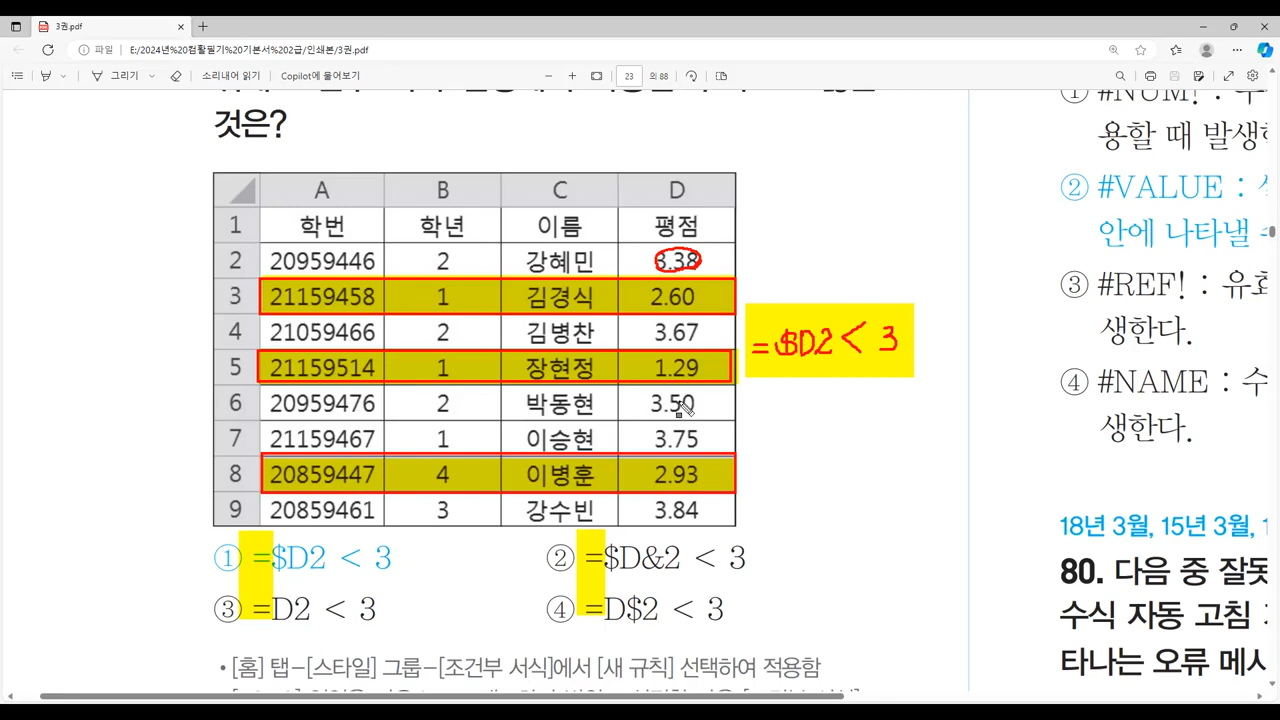 3권.pdf
파일 E:/2024년%20컴활필기%20기본서%202급/인쇄본/3권.pdf
그리기 소리내어 읽기 Copilot에 물어보기 23 의 88
것은?
A B C D
1 학번 학년 이름 평점
2 20959446 2 강혜민 3.38
3 21159458 1 김경식 2.60
4 21059466 2 김병찬 3.67
5 21159514 1 장현정 1.29
6 20959476 2 박동현 3.50
7 21159467 1 이승현 3.75
8 20859447 4 이병훈 2.93
9 20859461 3 강수빈 3.84
=$D2<3
① =$D2 < 3 ② =$D&2 < 3
③ =D2 < 3 ④ =D$2 < 3
• [홈] 탭-[스타일] 그룹-[조건부 서식]에서 [새 규칙] 선택하여 적용함
① #NUM! :
용할 때 발생
② #VALUE :
안에 나타낼
③ #REF! : 유효
생한다.
④ #NAME : 수
생한다.
18년 3월, 15년 3월,
80. 다음 중 잘못
수식 자동 고침
타나는 오류 메시